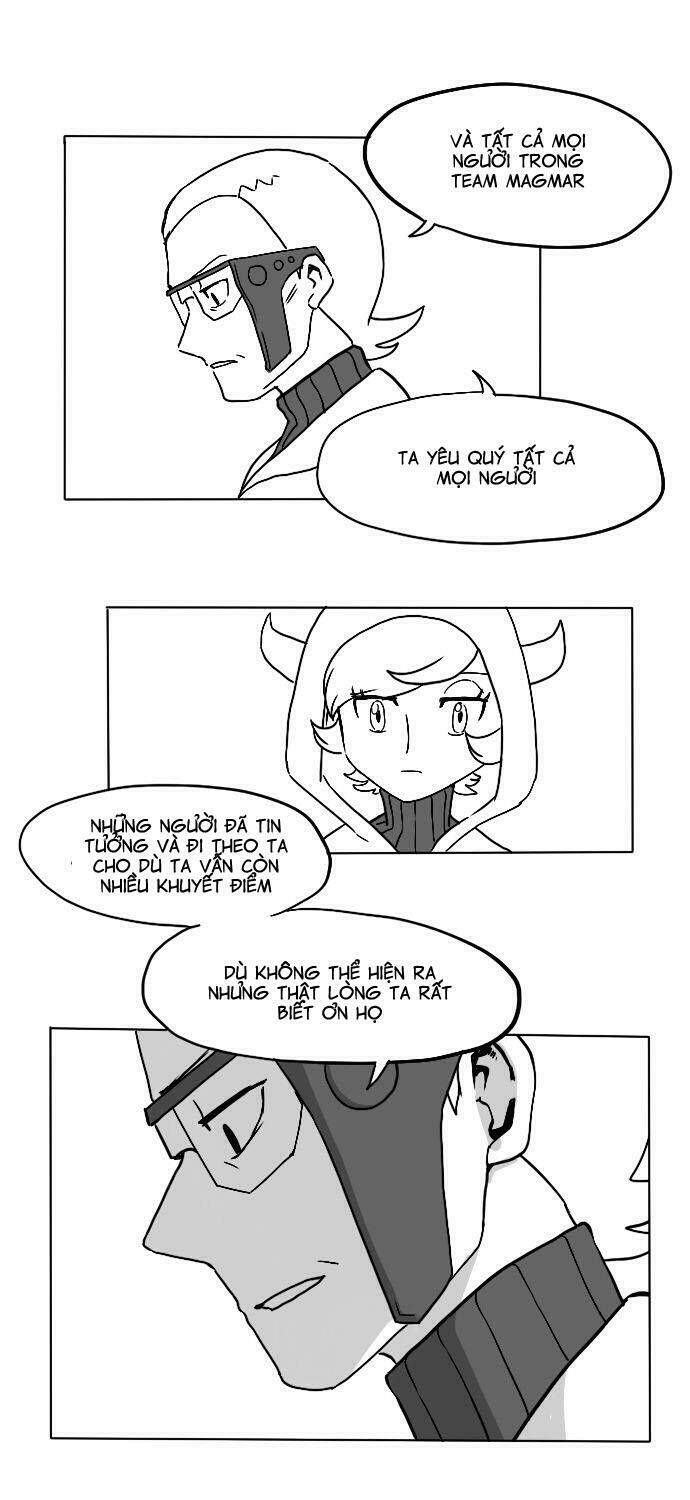 VÀ TẤT CẢ MỌI
NGƯỜI TRONG
TEAM MAGMAR
TA YÊU QUÝ TẤT CẢ
MỌI NGƯỜI
NHỮNG NGƯỜI ĐÃ TIN
TƯỞNG VÀ ĐI THEO TA
CHO DÙ TA VẪN CÒN
NHIỀU KHUYẾT ĐIỂM
DÙ KHÔNG THỂ HIỆN RA
NHƯNG THẬT LÒNG TA RẤT
BIẾT ƠN HỌ